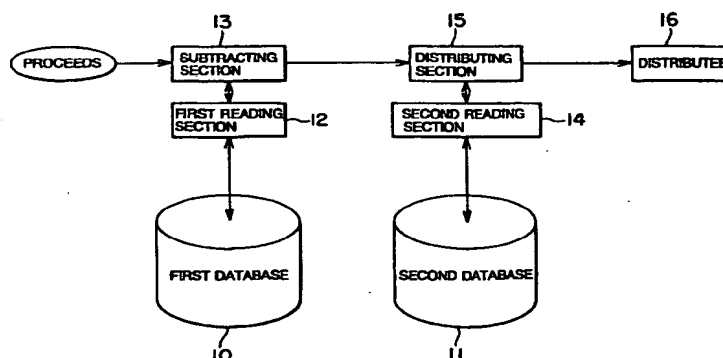 13
15
16
PROCEEDS
SUBTRACTING
SECTION
DISTRIBUTING
SECTION
DISTRIBUTEE
FIRST READING
SECTION
12
SECOND READING
SECTION
14
FIRST DATABASE
SECOND DATABASE
10
11